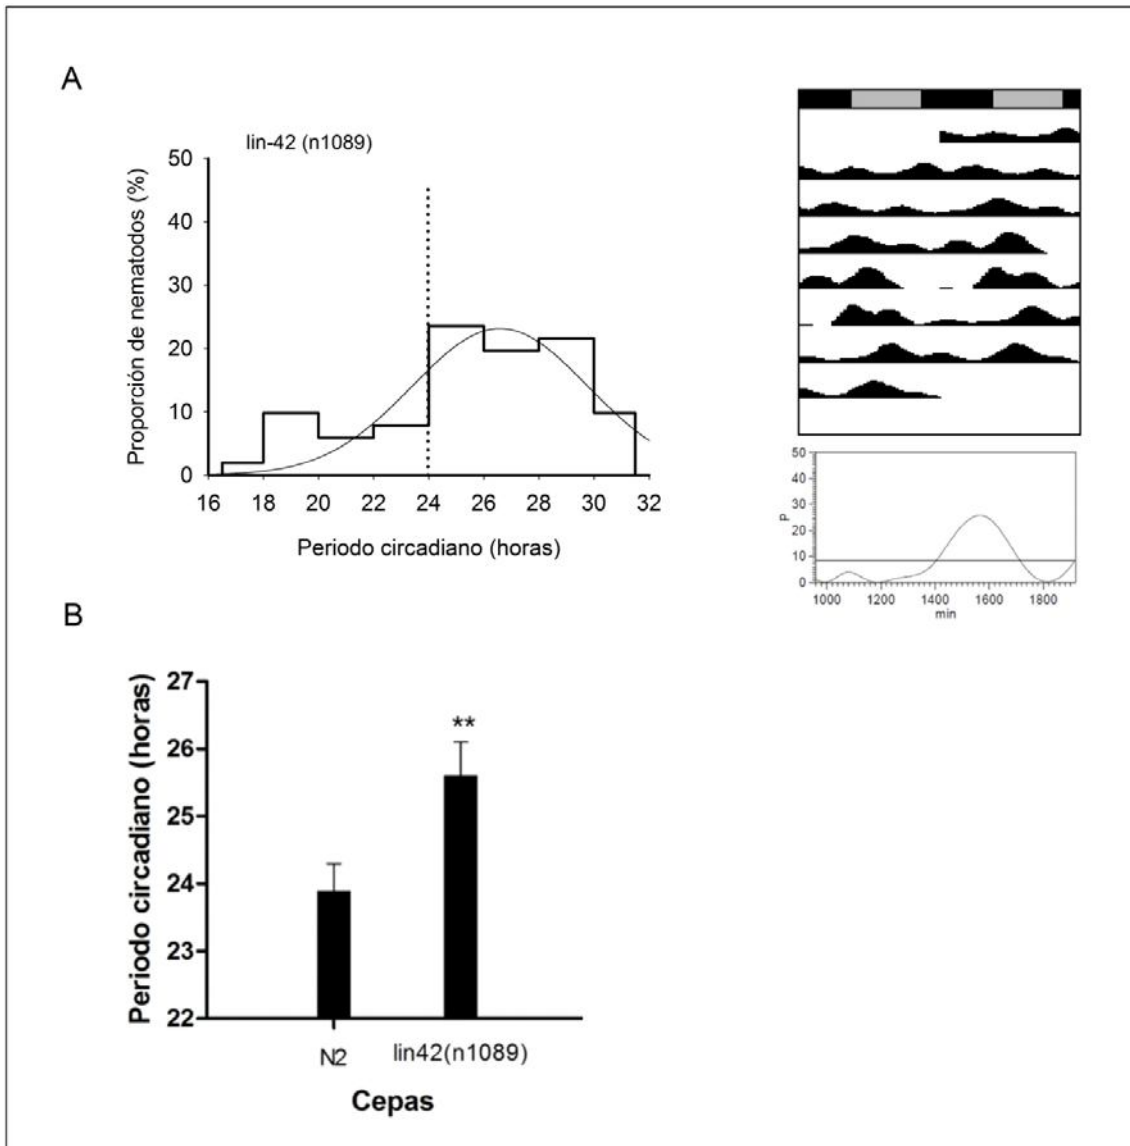 A
lin-42 (n1089)
Proporción de nematodos (%)
50
40
30
20
10
0
16 18 20 22 24 26 28 30 32
Periodo circadiano (horas)
P
50
40
30
20
10
0
1000 1200 1400 1600 1800
min
B
Periodo circadiano (horas)
27
26
25
24
23
22
**
N2 lin42(n1089)
Cepas